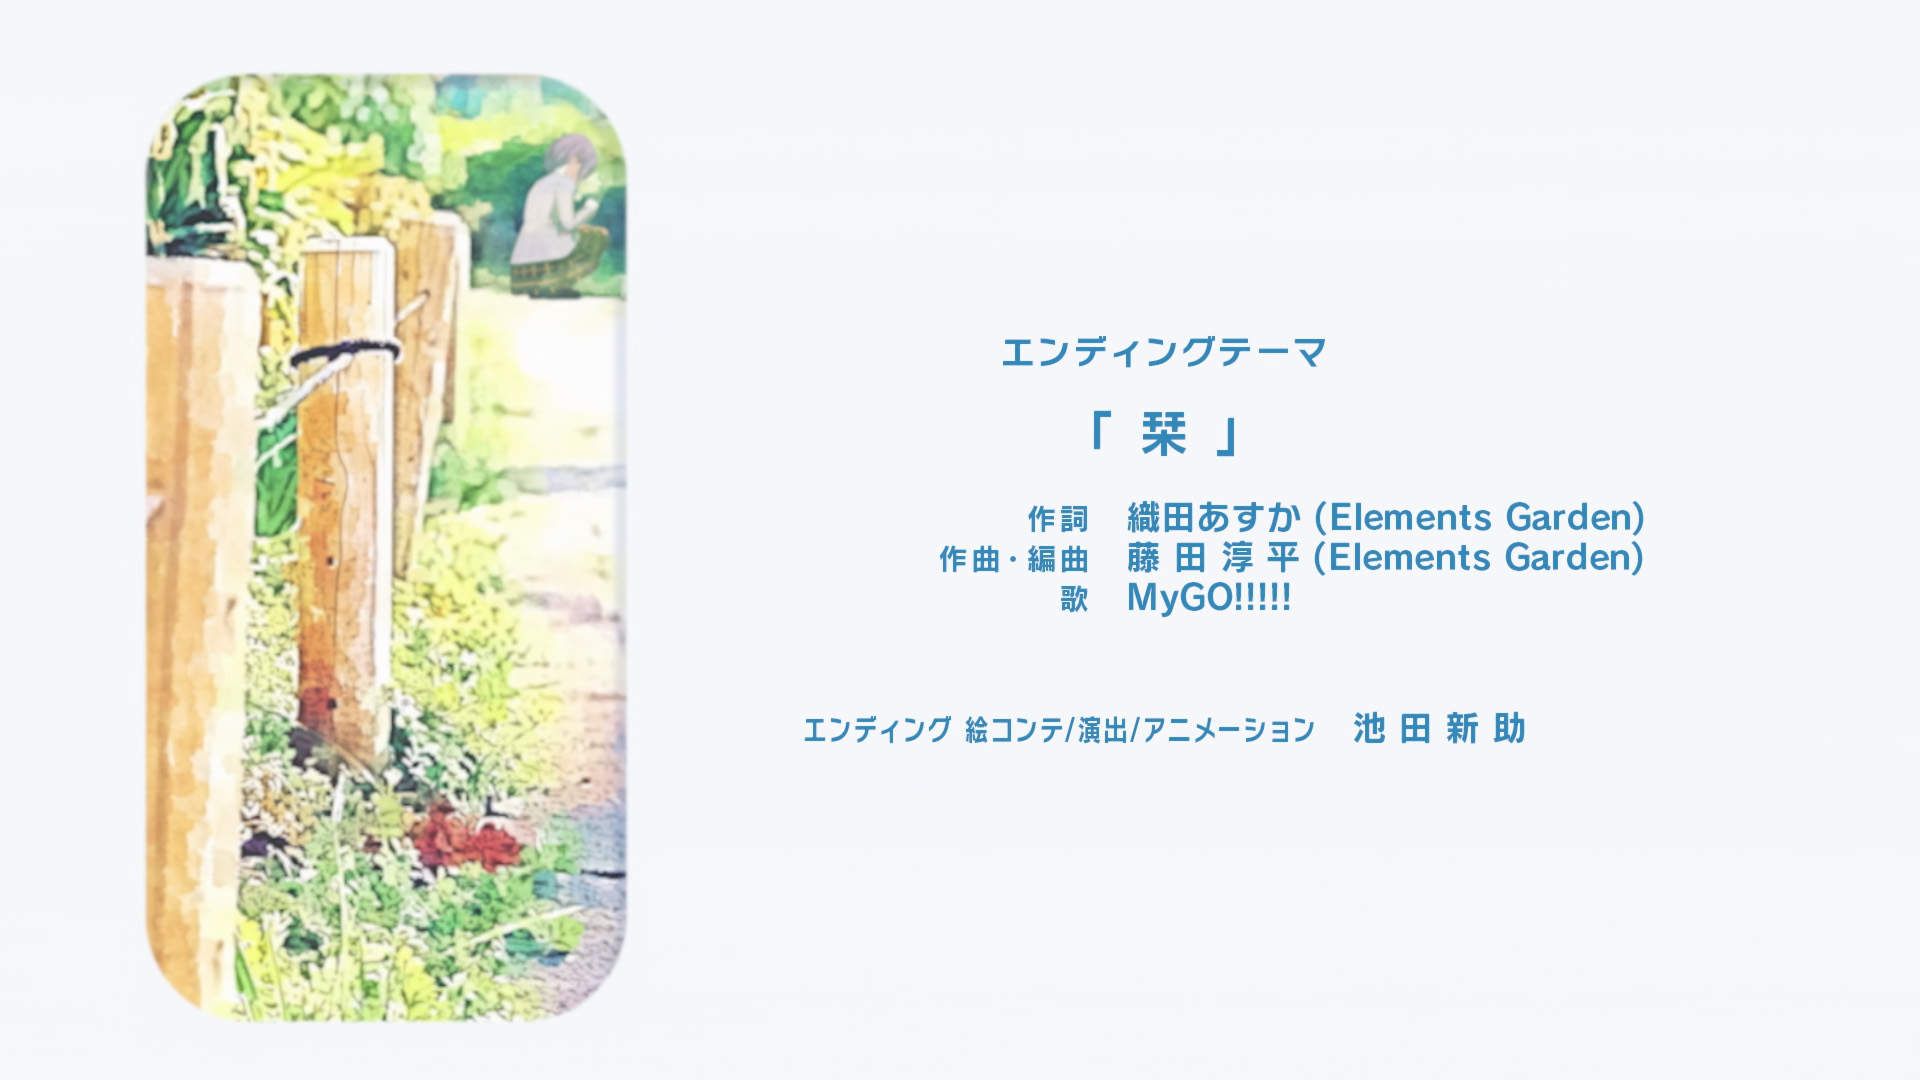 エンディングテーマ
「 栞 」
作詞 織田あすか (Elements Garden)
作曲・編曲 藤田淳平 (Elements Garden)
歌 MyGO!!!!!
エンディング 絵コンテ/演出/アニメーション 池田新助